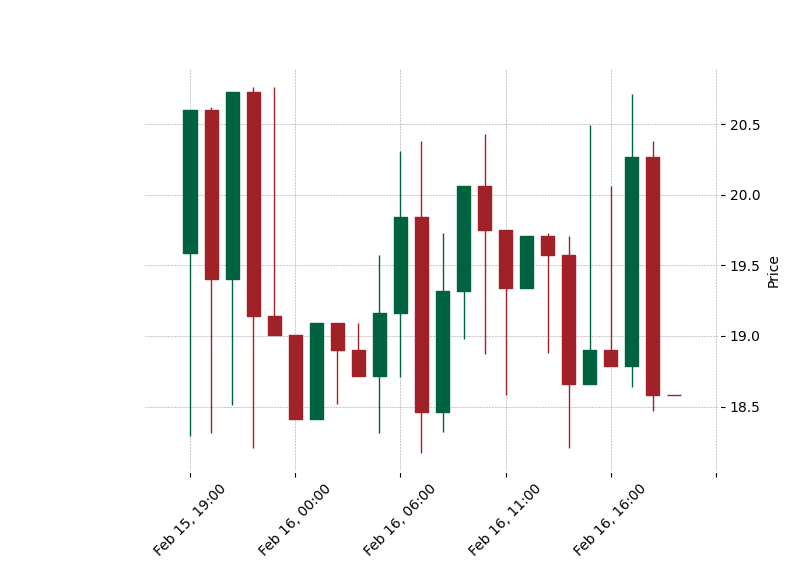 20.5
20.0
19.5
19.0
18.5
Price
Feb 15, 19:00
Feb 16, 00:00
Feb 16, 06:00
Feb 16, 11:00
Feb 16, 16:00